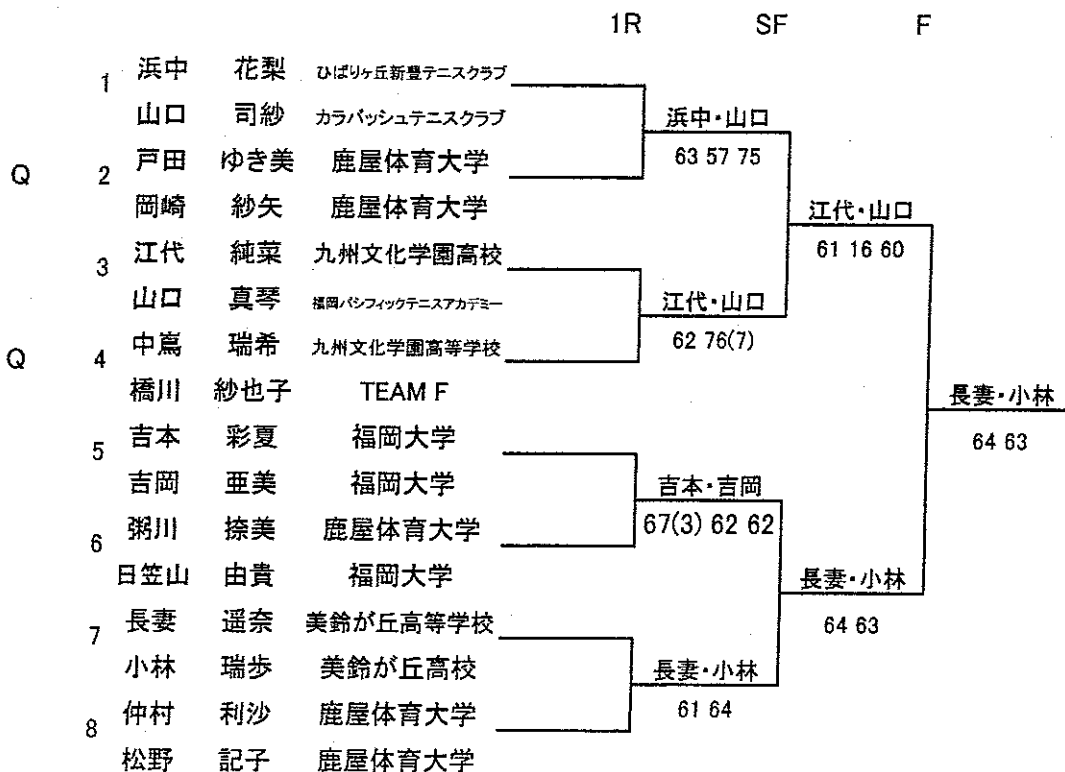 1R SF F
1 浜中 花梨 ひばりヶ丘新豊テニスクラブ
山口 司紗 カラバッシュテニスクラブ
浜中・山口
63 57 75
Q 2 戸田 ゆき美 鹿屋体育大学
岡崎 紗矢 鹿屋体育大学
江代・山口
61 16 60
3 江代 純菜 九州文化学園高校
山口 真琴 福岡パシフィックテニスアカデミー
江代・山口
62 76(7)
Q 4 中嶌 瑞希 九州文化学園高等学校
橋川 紗也子 TEAM F
長妻・小林
64 63
5 吉本 彩夏 福岡大学
吉岡 亜美 福岡大学
吉本・吉岡
67(3) 62 62
6 粥川 捺美 鹿屋体育大学
日笠山 由貴 福岡大学
長妻・小林
64 63
7 長妻 遥奈 美鈴が丘高等学校
小林 瑞歩 美鈴が丘高校
長妻・小林
61 64
8 仲村 利沙 鹿屋体育大学
松野 記子 鹿屋体育大学